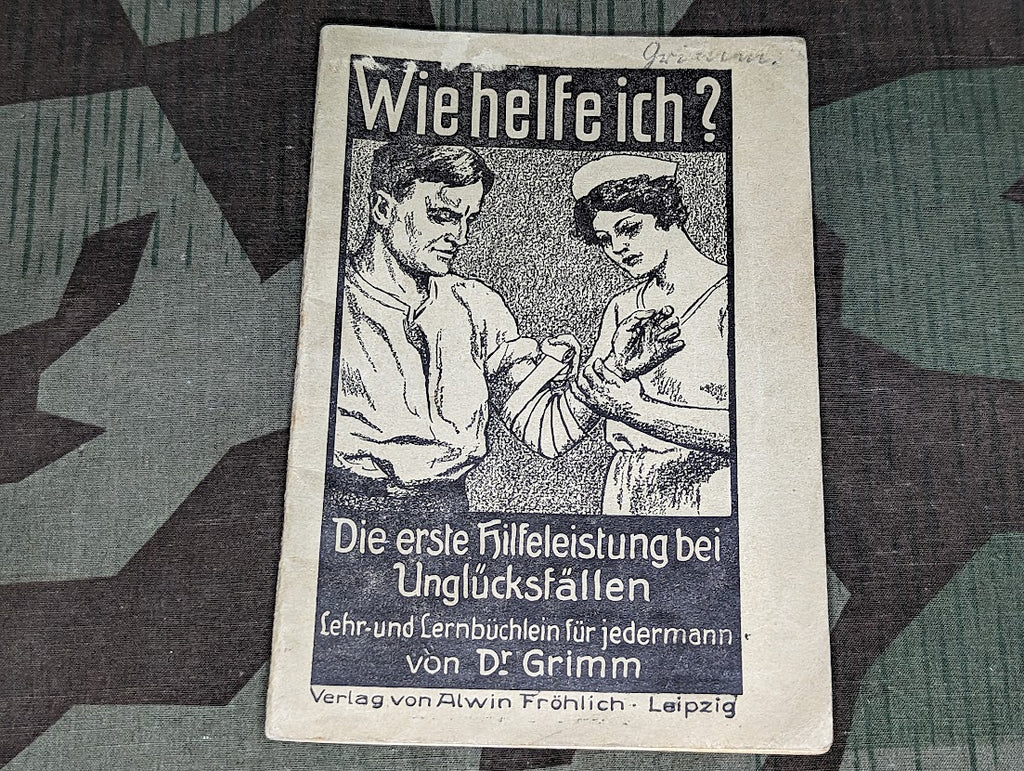 Grimm.
Wie helfe ich?
Die erste Hilfeleistung bei
Unglücksfällen
Lehr- und Lernbüchlein für jedermann
von Dr Grimm
Verlag von Alwin Fröhlich · Leipzig